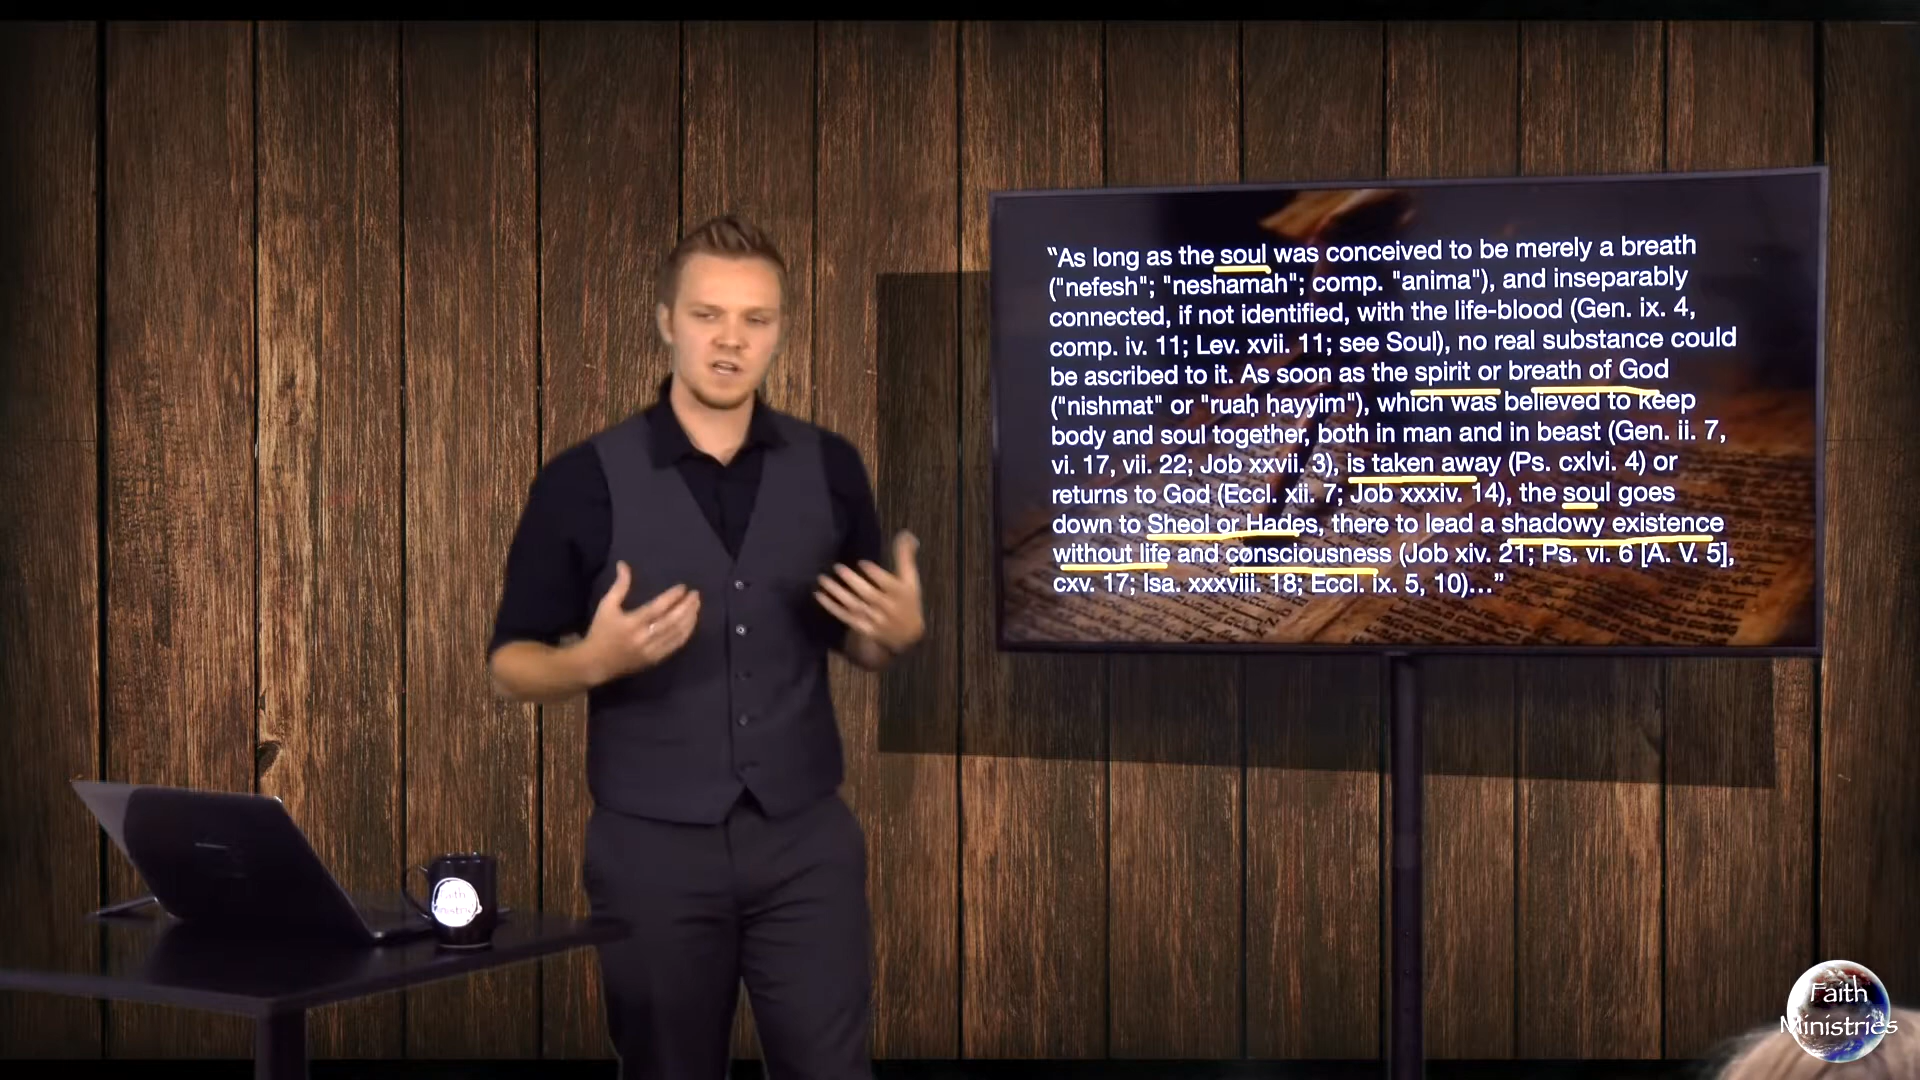 “As long as the soul was conceived to be merely a breath
("nefesh"; "neshamah"; comp. "anima"), and inseparably
connected, if not identified, with the life-blood (Gen. ix. 4,
comp. iv. 11; Lev. xvii. 11; see Soul), no real substance could
be ascribed to it. As soon as the spirit or breath of God
("nishmat" or "ruaḥ ḥayyim"), which was believed to keep
body and soul together, both in man and in beast (Gen. ii. 7,
vi. 17, vii. 22; Job xxvii. 3), is taken away (Ps. cxlvi. 4) or
returns to God (Eccl. xii. 7; Job xxxiv. 14), the soul goes
down to Sheol or Hades, there to lead a shadowy existence
without life and consciousness (Job xiv. 21; Ps. vi. 6 [A. V. 5],
cxv. 17; Isa. xxxviii. 18; Eccl. ix. 5, 10)...”
Faith
Ministries